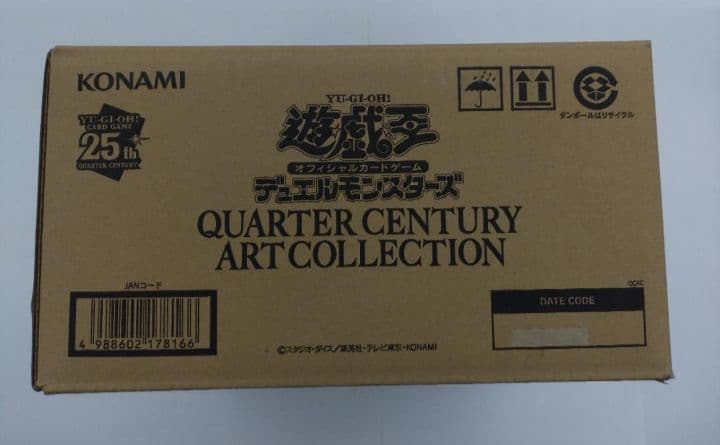 KONAMI
YU-GI-OH!
CARD GAME
25th
QUARTER CENTURY
YU-GI-OH!
遊戯王
オフィシャルカードゲーム
デュエルモンスターズ
QUARTER CENTURY
ART COLLECTION
ダンボールはリサイクル
JANコード
4 988602 178166
©スタジオ・ダイス/集英社・テレビ東京・KONAMI
QCAC
DATE CODE